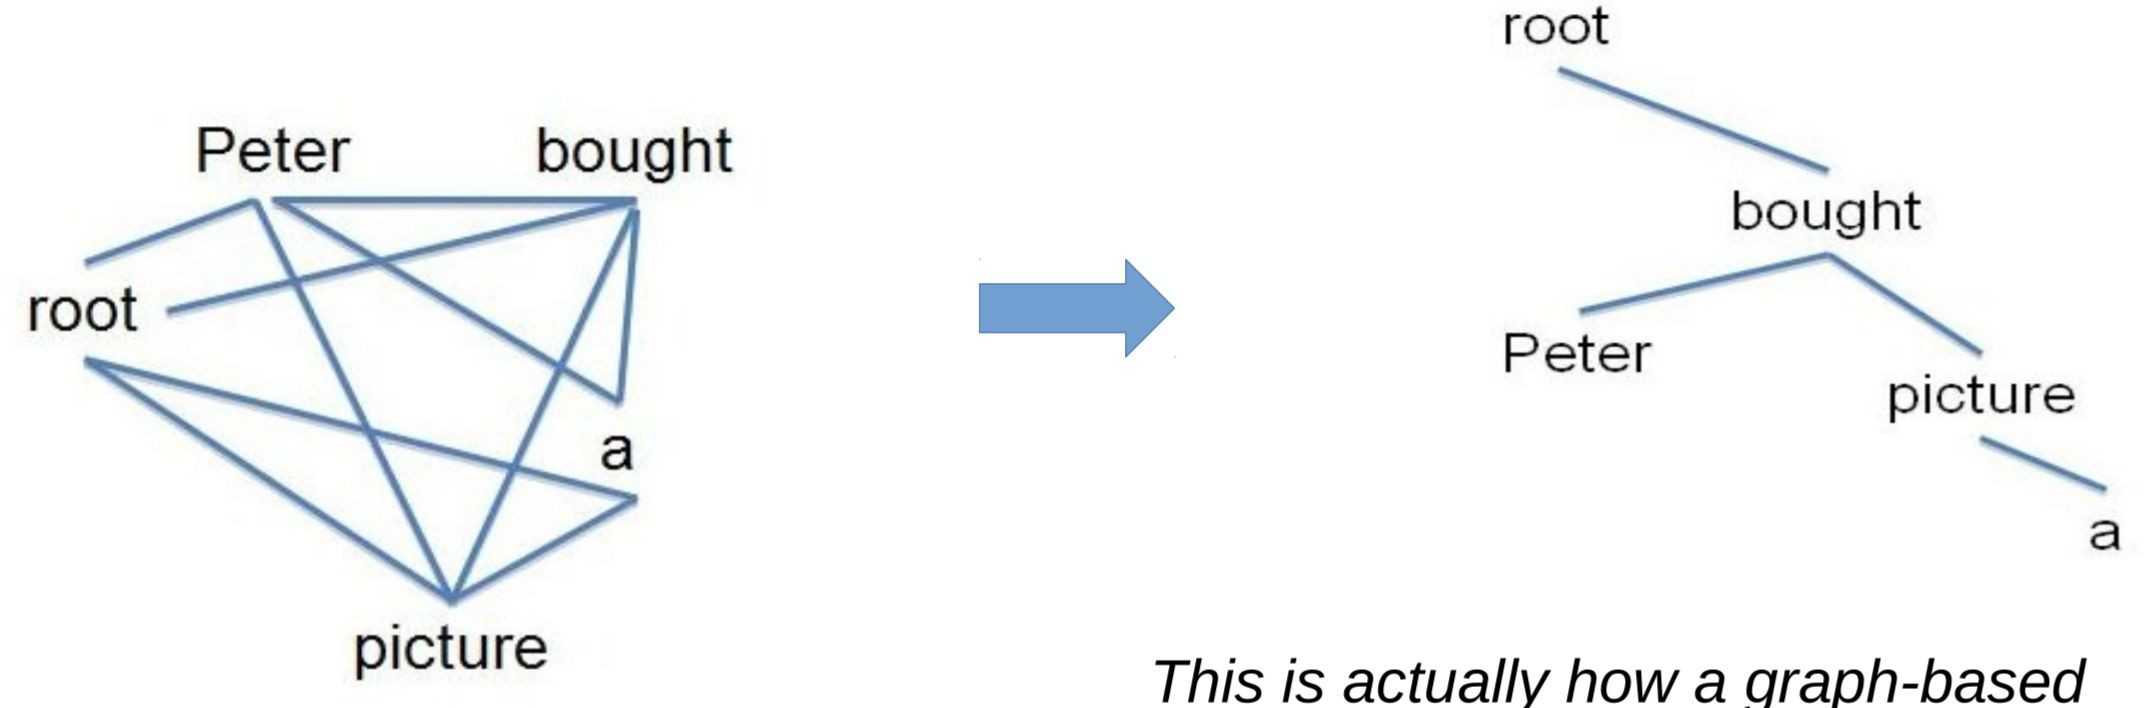 Peter bought
root
a
picture
root
bought
Peter
picture
a
This is actually how a graph-based